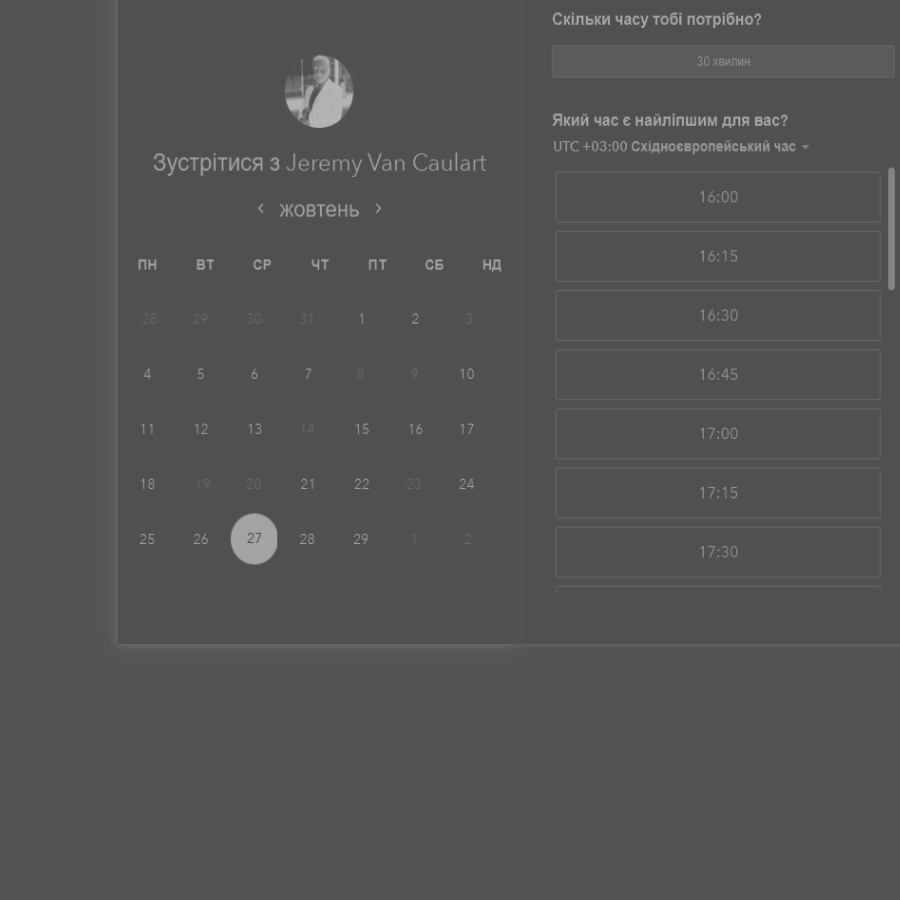 Зустрітися з Jeremy Van Caulart
жовтень
ПН ВТ СР ЧТ ПТ СБ НД
28 29 30 31 1 2 3
4 5 6 7 8 9 10
11 12 13 14 15 16 17
18 19 20 21 22 23 24
25 26 27 28 29 1 2
Скільки часу тобі потрібно?
30 хвилин
Який час є найліпшим для вас?
UTC +03:00 Східноєвропейський час
16:00
16:15
16:30
16:45
17:00
17:15
17:30